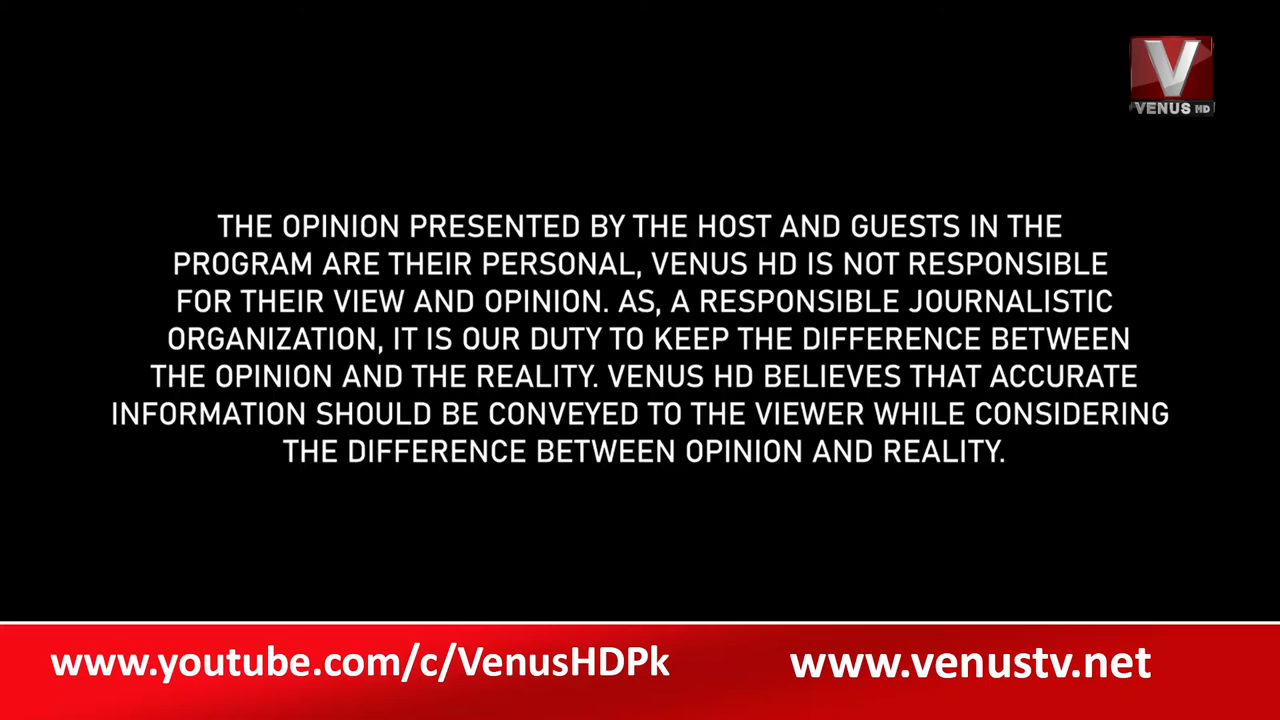 V
VENUS HD
THE OPINION PRESENTED BY THE HOST AND GUESTS IN THE
PROGRAM ARE THEIR PERSONAL, VENUS HD IS NOT RESPONSIBLE
FOR THEIR VIEW AND OPINION. AS, A RESPONSIBLE JOURNALISTIC
ORGANIZATION, IT IS OUR DUTY TO KEEP THE DIFFERENCE BETWEEN
THE OPINION AND THE REALITY. VENUS HD BELIEVES THAT ACCURATE
INFORMATION SHOULD BE CONVEYED TO THE VIEWER WHILE CONSIDERING
THE DIFFERENCE BETWEEN OPINION AND REALITY.
www.youtube.com/c/VenusHDPk www.venustv.net